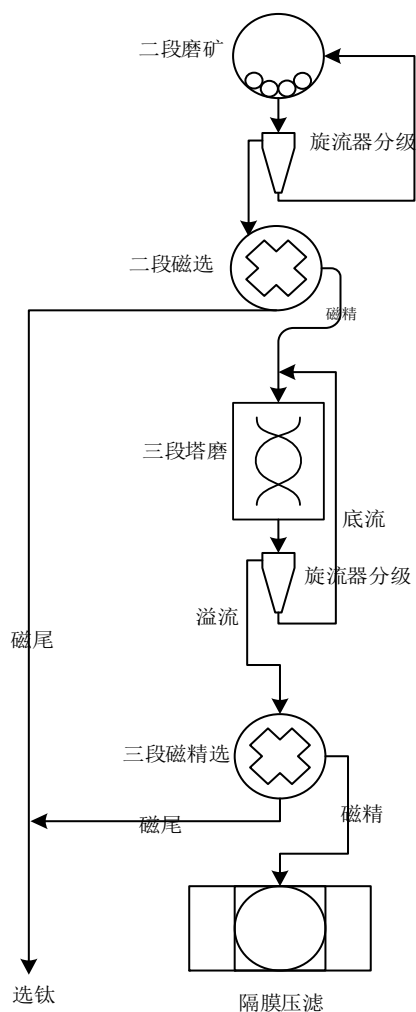 二段磨矿
旋流器分级
二段磁选
磁精
三段塔磨
底流
旋流器分级
溢流
磁尾
三段磁精选
磁精
磁尾
选钛
隔膜压滤